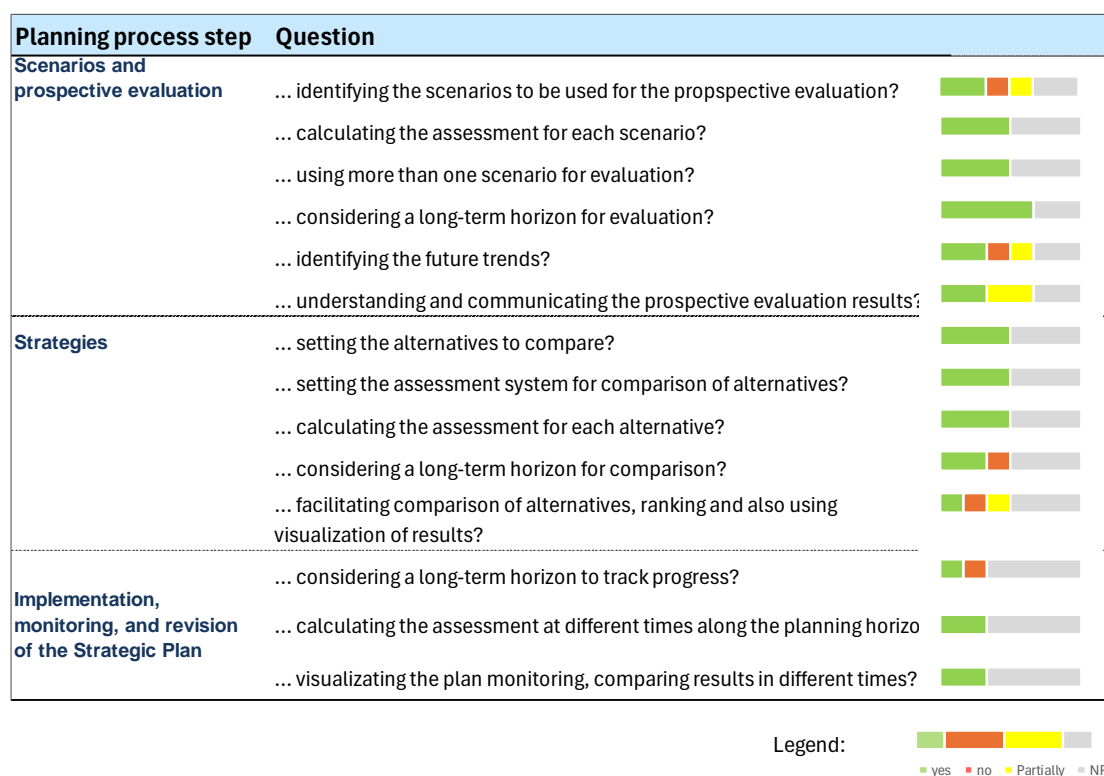 Planning process step Question
Scenarios and
prospective evaluation
... identifying the scenarios to be used for the propspective evaluation?
... calculating the assessment for each scenario?
... using more than one scenario for evaluation?
... considering a long-term horizon for evaluation?
... identifying the future trends?
... understanding and communicating the prospective evaluation results?
Strategies
... setting the alternatives to compare?
... setting the assessment system for comparison of alternatives?
... calculating the assessment for each alternative?
... considering a long-term horizon for comparison?
... facilitating comparison of alternatives, ranking and also using
visualization of results?
Implementation,
monitoring, and revision
of the Strategic Plan
... considering a long-term horizon to track progress?
... calculating the assessment at different times along the planning horizo
... visualizating the plan monitoring, comparing results in different times?
Legend:
yes no Partially